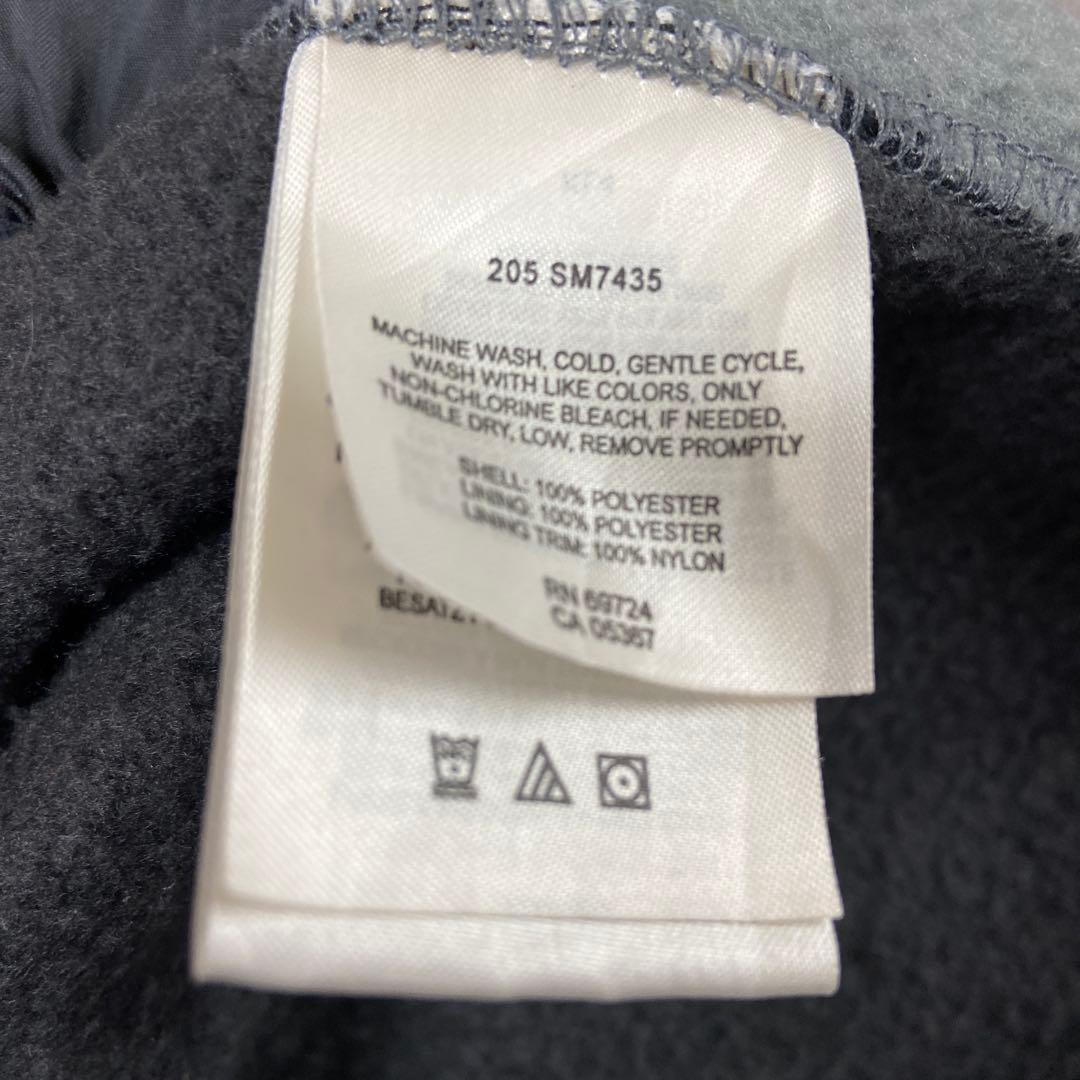 205 SM7435
MACHINE WASH, COLD, GENTLE CYCLE,
WASH WITH LIKE COLORS, ONLY
NON-CHLORINE BLEACH, IF NEEDED,
TUMBLE DRY, LOW, REMOVE PROMPTLY
SHELL: 100% POLYESTER
LINING: 100% POLYESTER
LINING TRIM: 100% NYLON
RN 69724
CA 05367